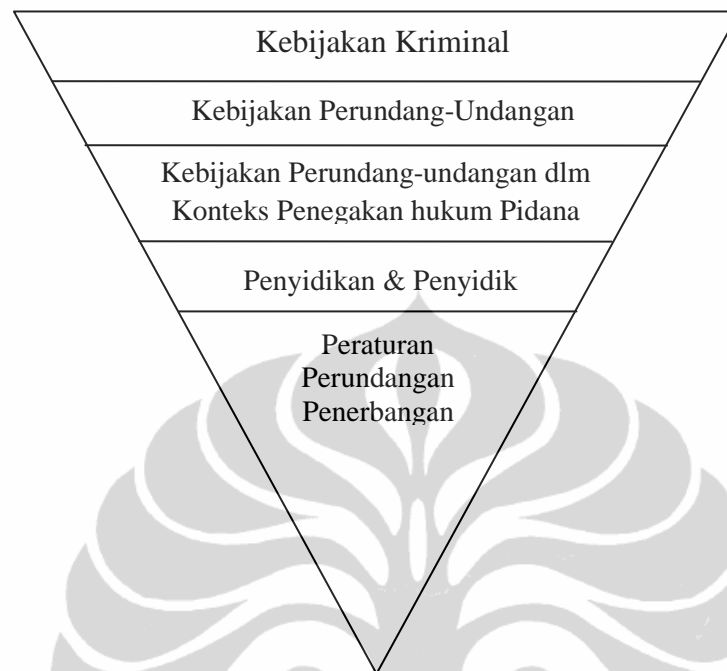 Kebijakan Kriminal
Kebijakan Perundang-Undangan
Kebijakan Perundang-undangan dlm
Konteks Penegakan hukum Pidana
Penyidikan & Penyidik
Peraturan
Perundangan
Penerbangan